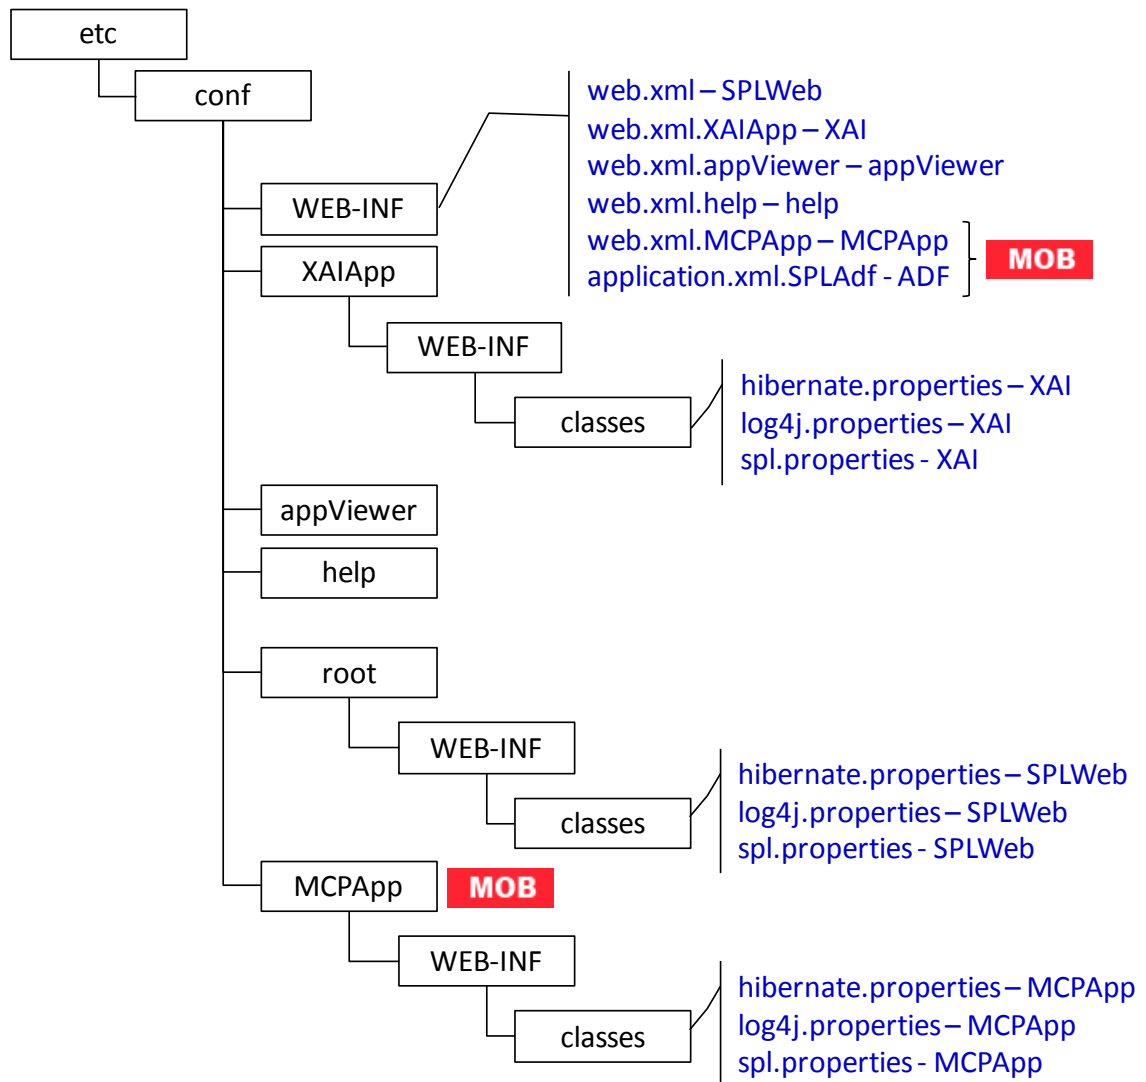 etc
conf
web.xml – SPLWeb
web.xml.XAIApp – XAI
web.xml.appViewer – appViewer
web.xml.help – help
web.xml.MCPApp – MCPApp
application.xml.SPLAdf - ADF
MOB
WEB-INF
XAIApp
WEB-INF
classes
hibernate.properties – XAI
log4j.properties – XAI
spl.properties - XAI
appViewer
help
root
WEB-INF
classes
hibernate.properties – SPLWeb
log4j.properties – SPLWeb
spl.properties - SPLWeb
MCPApp
MOB
WEB-INF
classes
hibernate.properties – MCPApp
log4j.properties – MCPApp
spl.properties - MCPApp